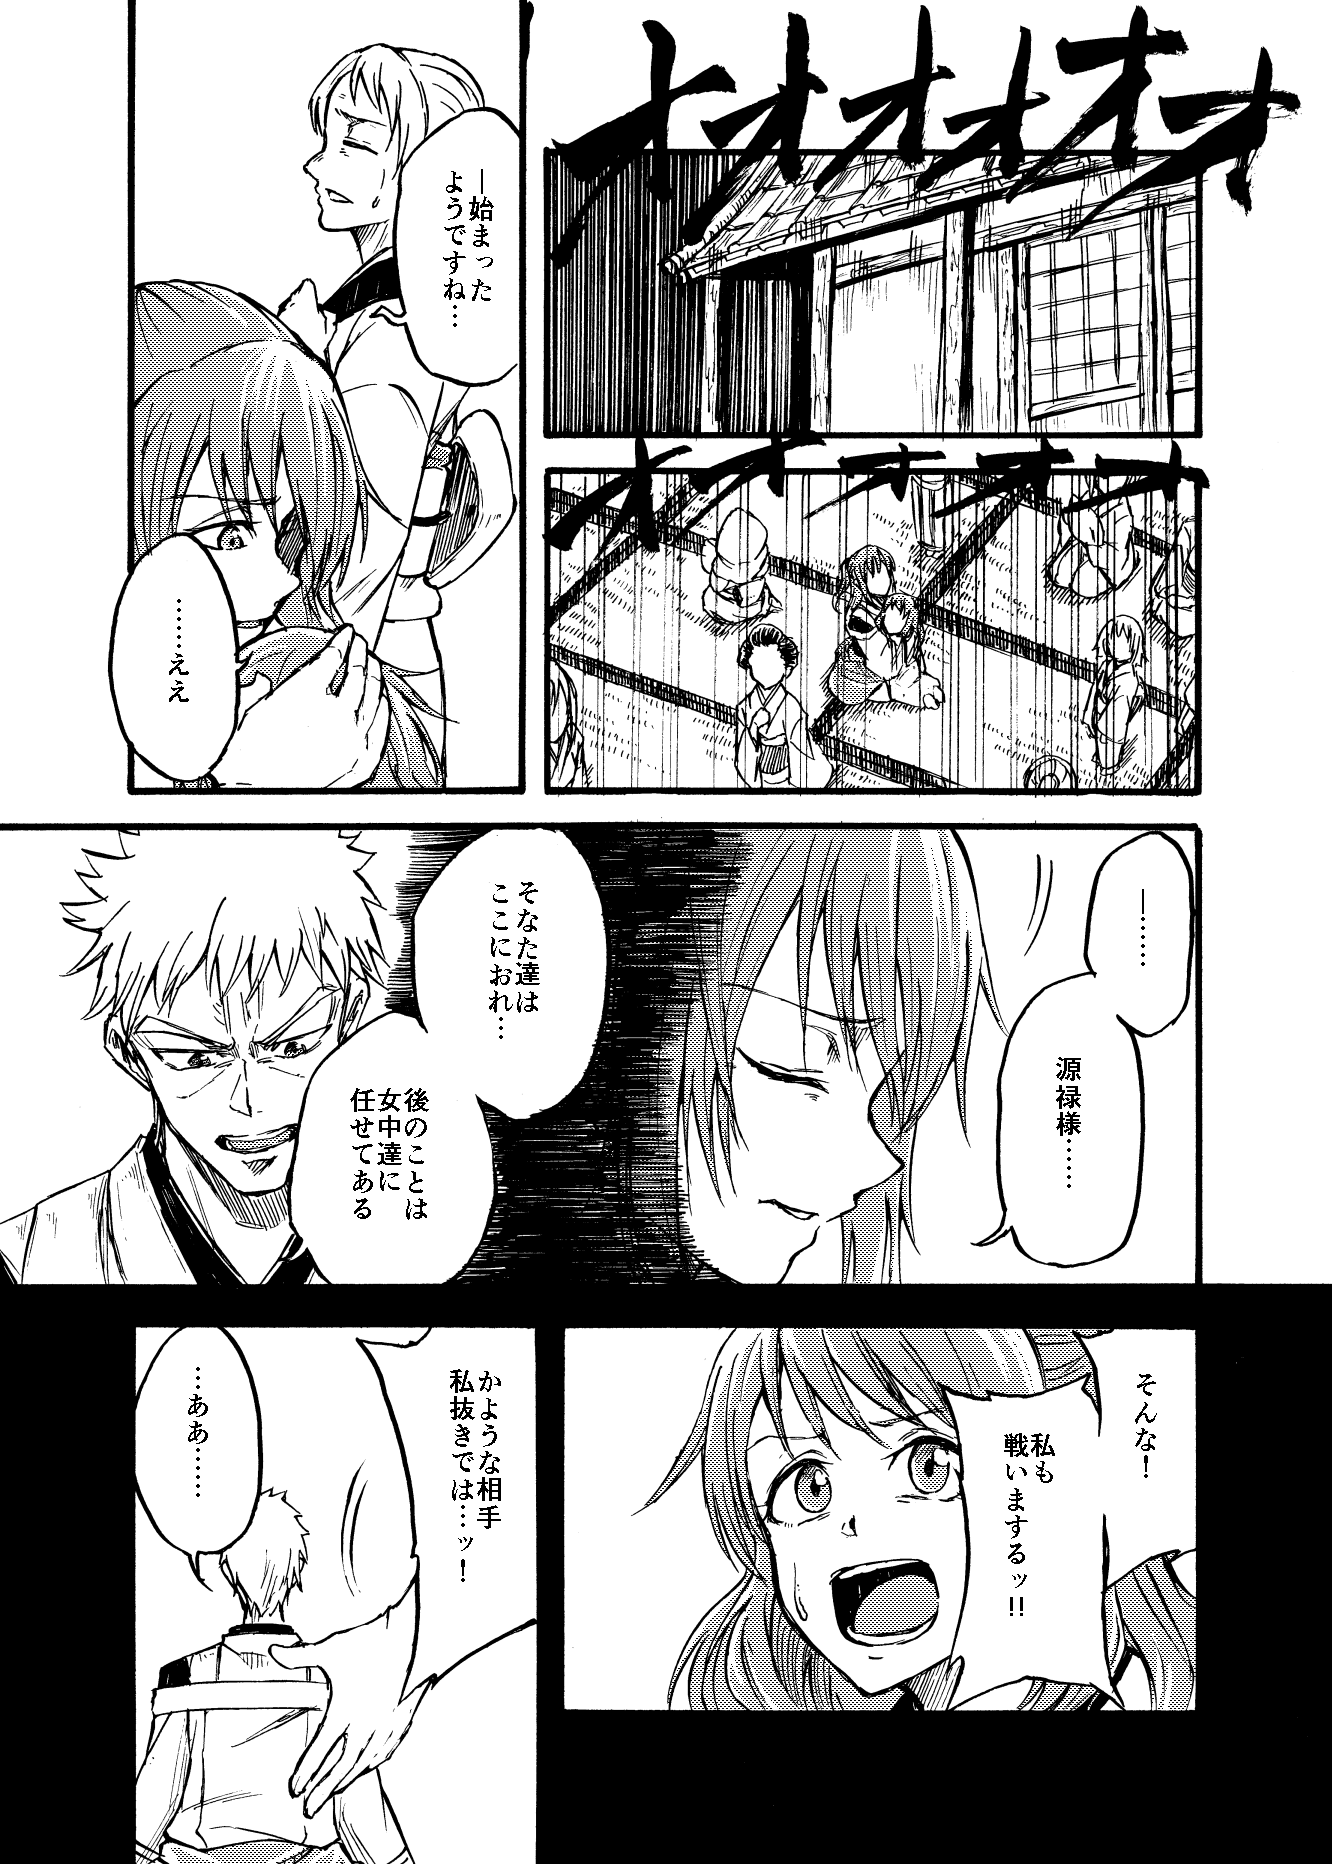 オオオオオオ
オオオオオオ
―始まった
ようですね…
……ええ
―……
源禄様……
そなた達は
ここにおれ…
後のことは
女中達に
任せてある
そんな！
私も
戦いまするッ!!
かような相手
私抜きでは…ッ！
…ああ……